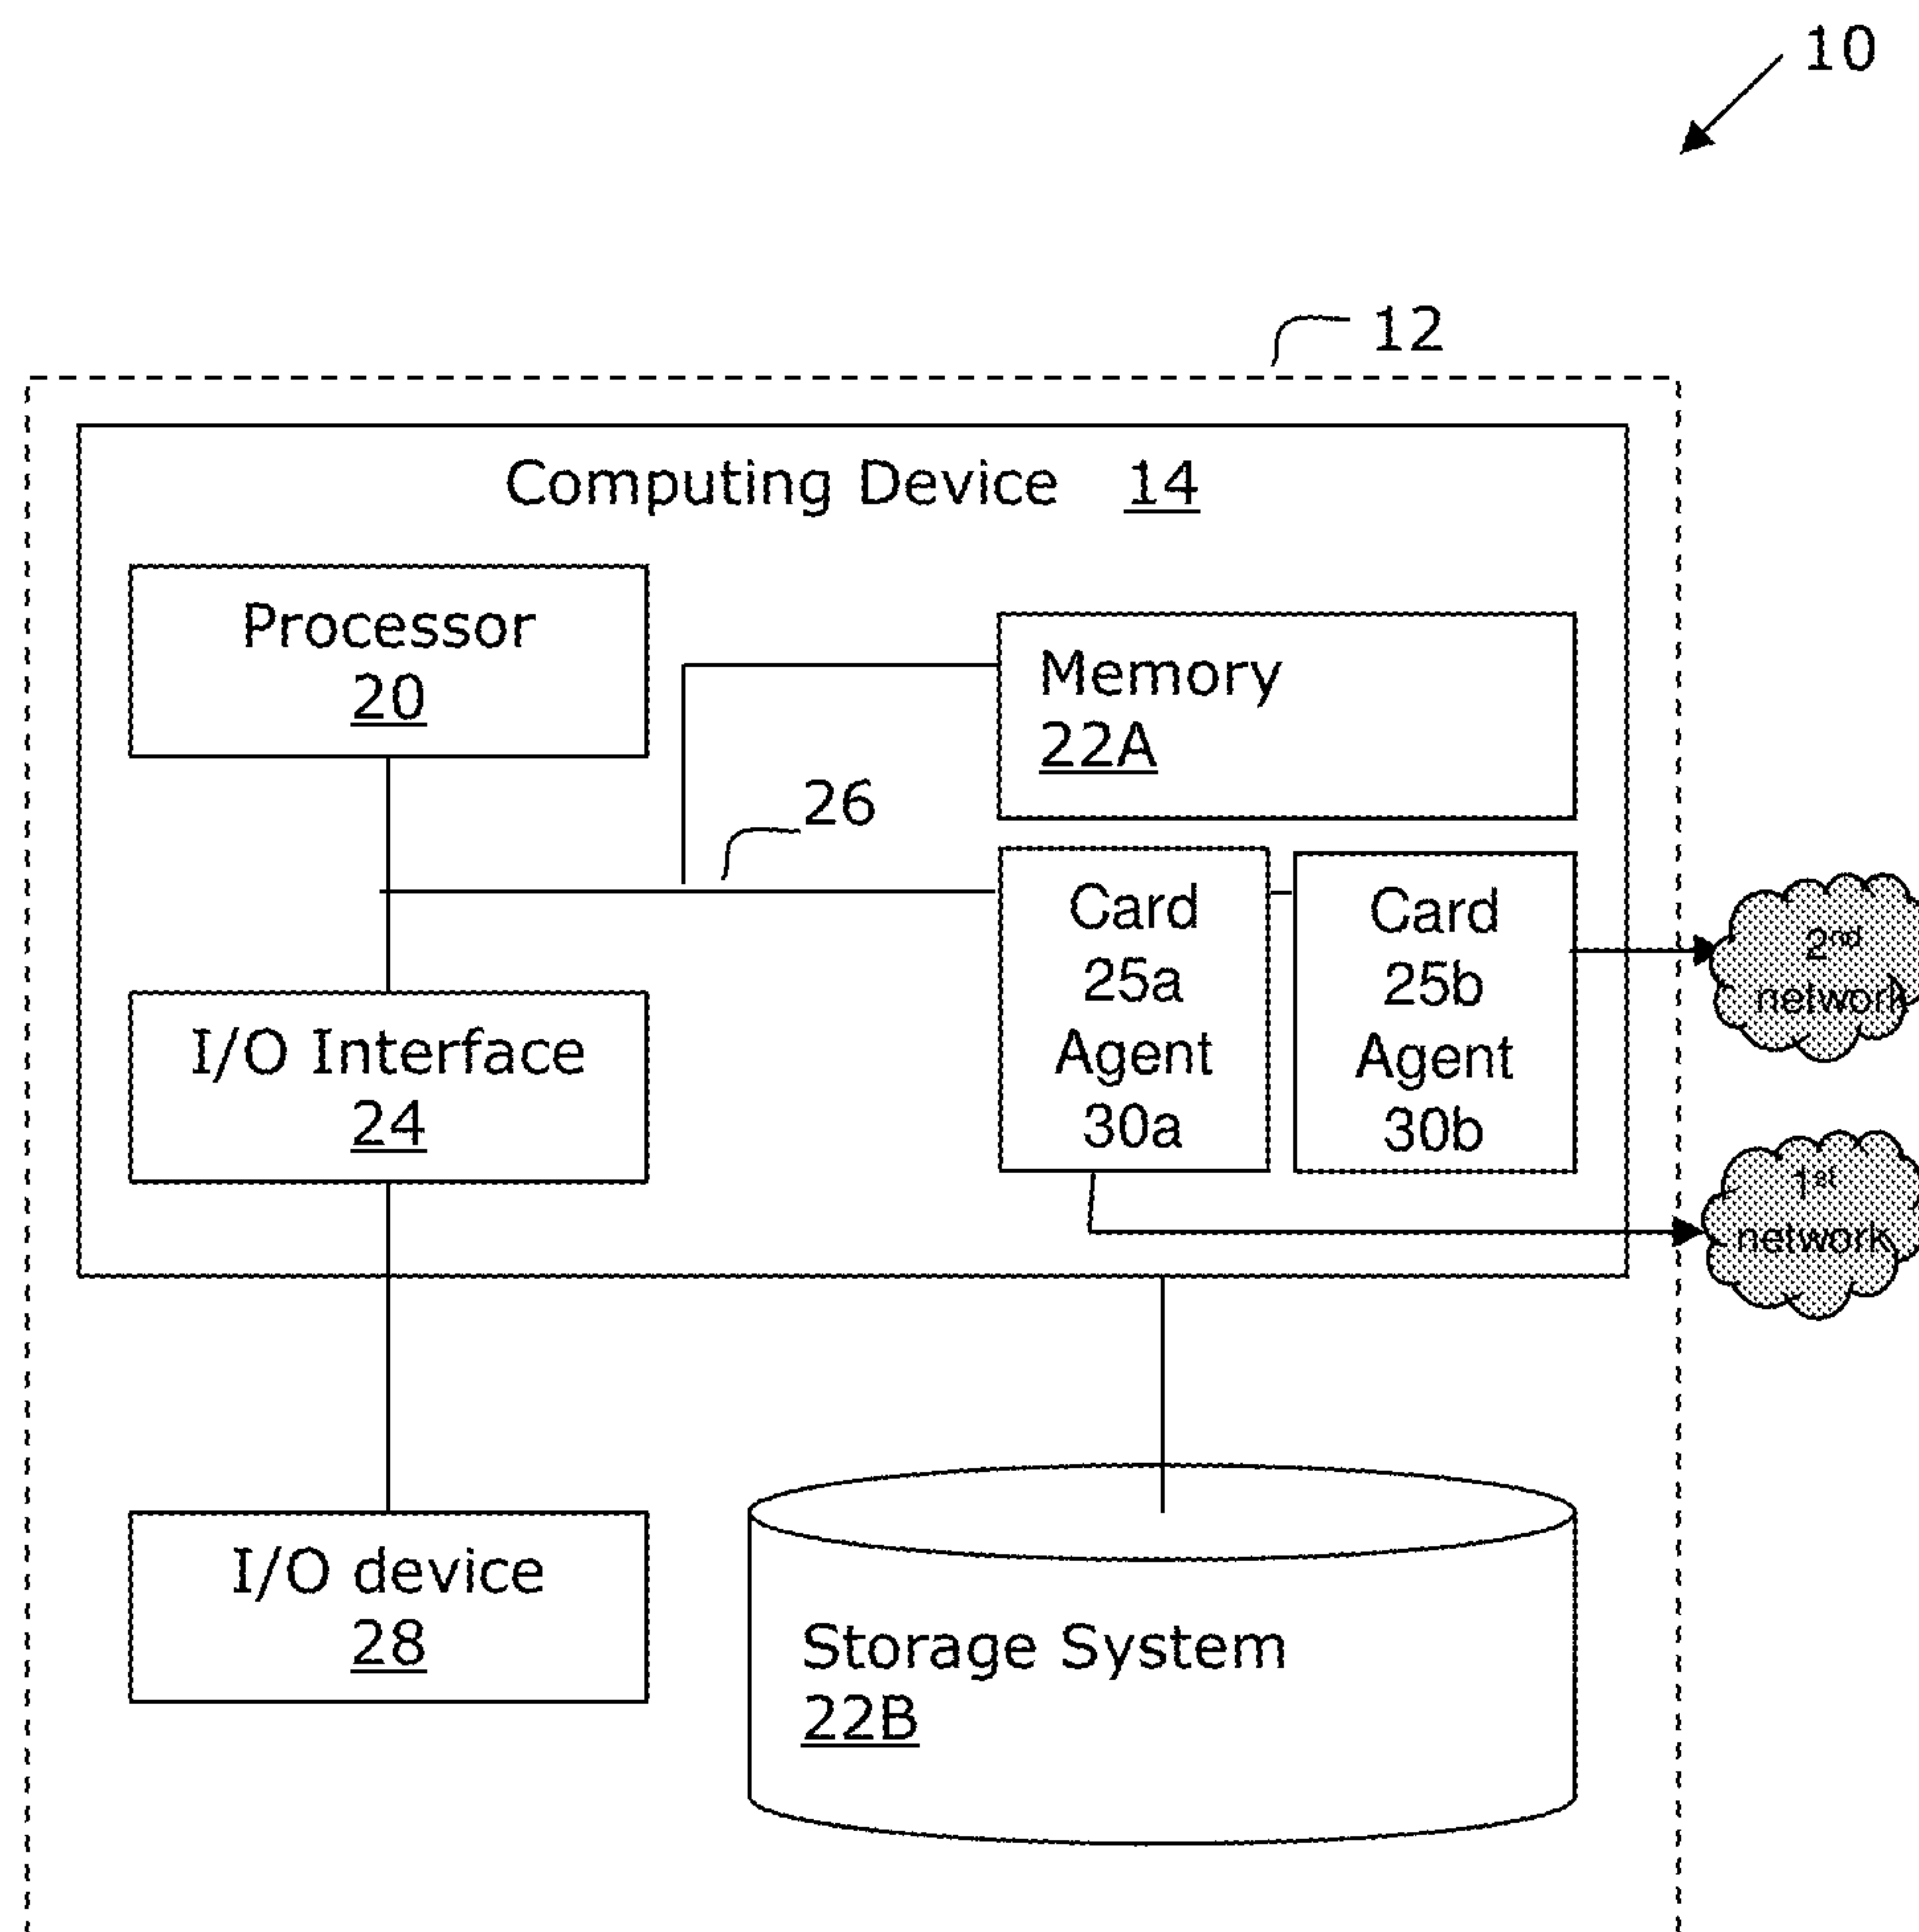 10
12
Computing Device 14
Processor
20
Memory
22A
26
Card
25a
Agent
30a
Card
25b
Agent
30b
2nd
network
I/O Interface
24
1st
network
I/O device
28
Storage System
22B